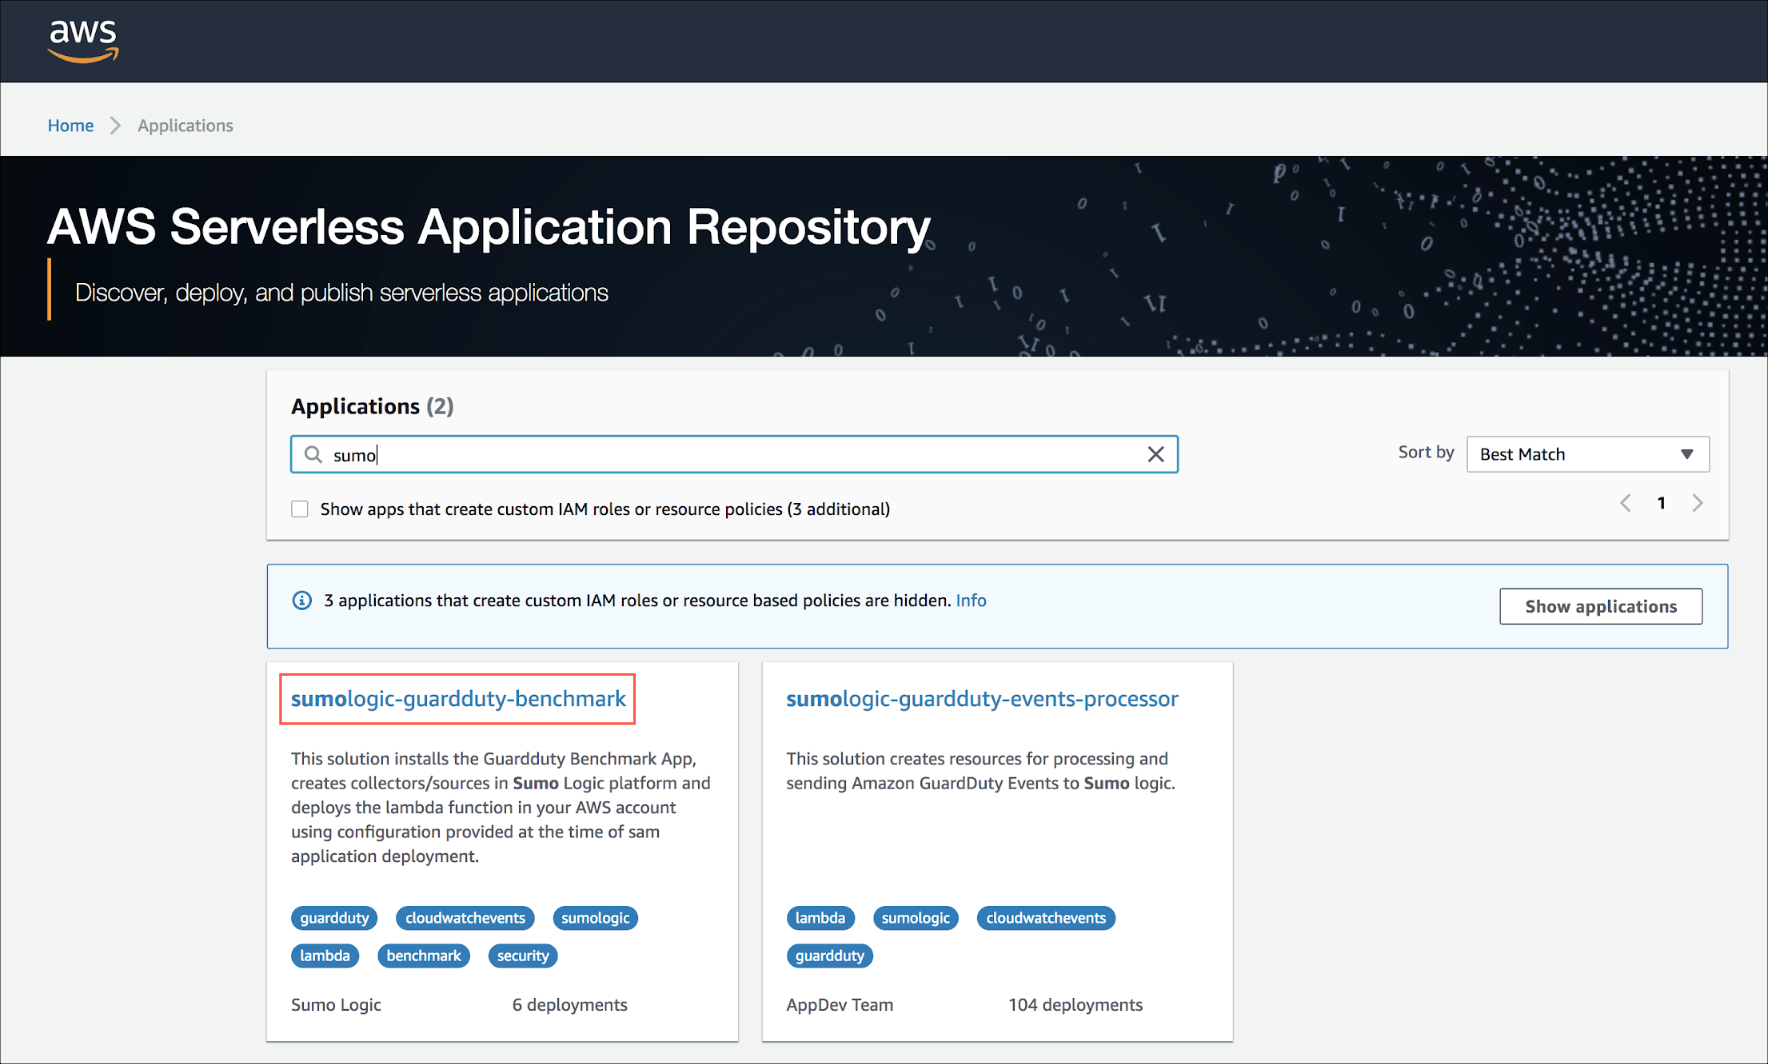 aws
Home > Applications
AWS Serverless Application Repository
Discover, deploy, and publish serverless applications
Applications (2)
sumo
Sort by
Best Match
Show apps that create custom IAM roles or resource policies (3 additional)
1
3 applications that create custom IAM roles or resource based policies are hidden. Info
Show applications
sumologic-guardduty-benchmark
This solution installs the Guardduty Benchmark App,
creates collectors/sources in Sumo Logic platform and
deploys the lambda function in your AWS account
using configuration provided at the time of sam
application deployment.
guardduty cloudwatchevents sumologic
lambda benchmark security
Sumo Logic 6 deployments
sumologic-guardduty-events-processor
This solution creates resources for processing and
sending Amazon GuardDuty Events to Sumo logic.
lambda sumologic cloudwatchevents
guardduty
AppDev Team 104 deployments